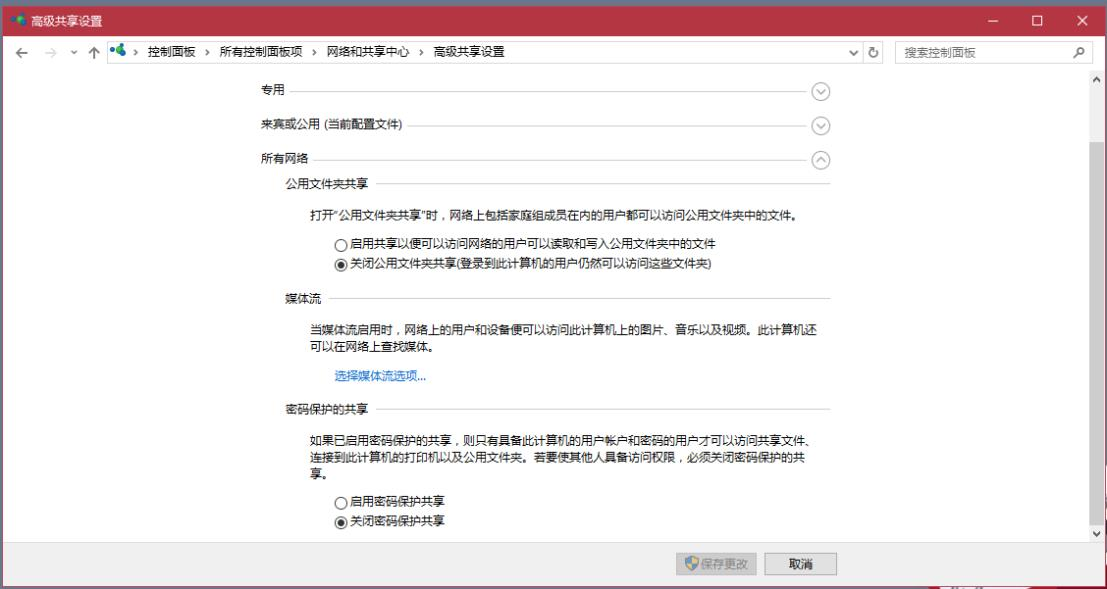 高级共享设置
控制面板 › 所有控制面板项 › 网络和共享中心 › 高级共享设置
搜索控制面板
专用
来宾或公用 (当前配置文件)
所有网络
公用文件夹共享
打开“公用文件夹共享”时，网络上包括家庭组成员在内的用户都可以访问公用文件夹中的文件。
启用共享以便可以访问网络的用户可以读取和写入公用文件夹中的文件
关闭公用文件夹共享(登录到此计算机的用户仍然可以访问这些文件夹)
媒体流
当媒体流启用时，网络上的用户和设备便可以访问此计算机上的图片、音乐以及视频。此计算机还
可以在网络上查找媒体。
选择媒体流选项...
密码保护的共享
如果已启用密码保护的共享，则只有具备此计算机的用户帐户和密码的用户才可以访问共享文件、
连接到此计算机的打印机以及公用文件夹。若要使其他人具备访问权限，必须关闭密码保护的共
享。
启用密码保护共享
关闭密码保护共享
保存更改
取消